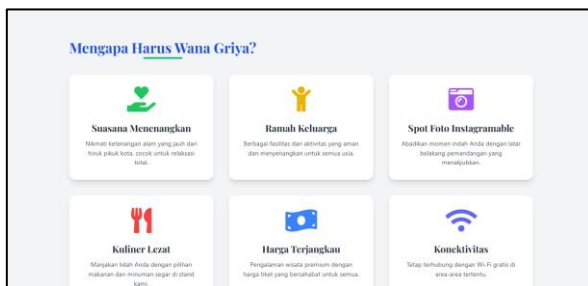 Mengapa Harus Wana Griya?
Suasana Menenangkan
Nikmati ketenangan alam yang jauh dari
hiruk pikuk kota, cocok untuk relaksasi
total.
Ramah Keluarga
Berbagai fasilitas dan aktivitas yang aman
dan menyenangkan untuk semua usia.
Spot Foto Instagramable
Abadikan momen indah Anda dengan latar
belakang pemandangan yang
menakjubkan.
Kuliner Lezat
Manjakan lidah Anda dengan pilihan
makanan dan minuman segar di stand
kami.
Harga Terjangkau
Pengalaman wisata premium dengan
harga tiket yang bersahabat untuk semua.
Konektivitas
Tetap terhubung dengan Wi-Fi gratis di
area-area tertentu.